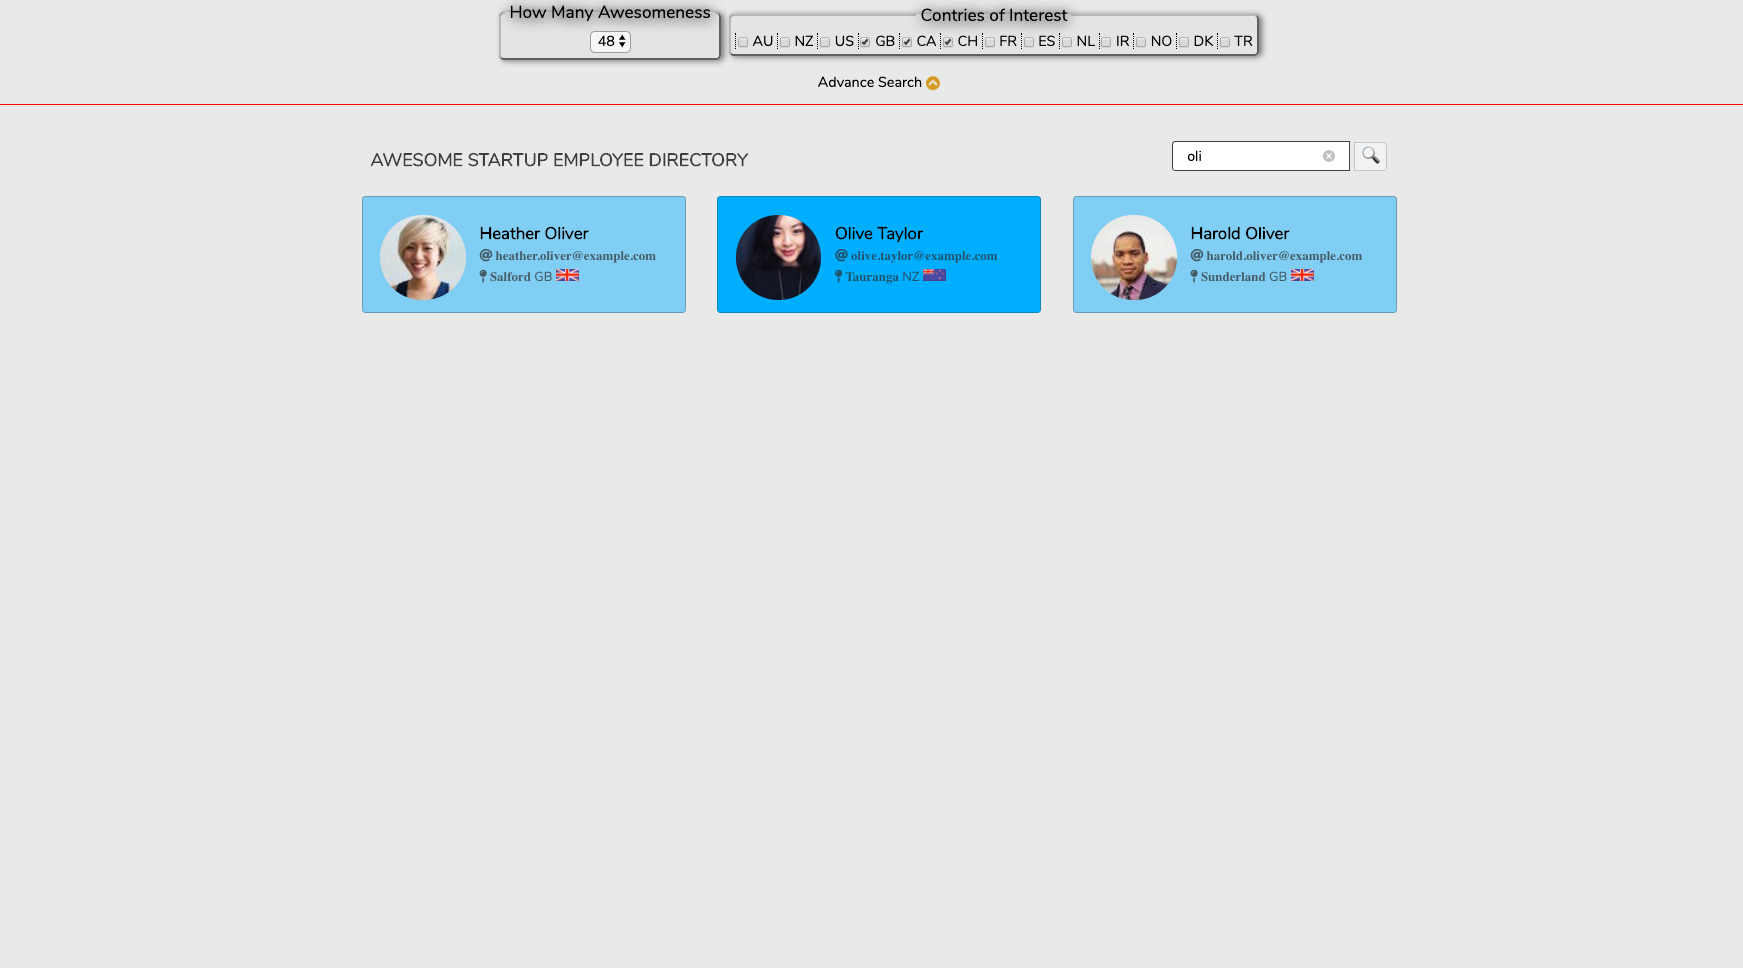 How Many Awesomeness
48
Contries of Interest
AU NZ US GB CA CH FR ES NL IR NO DK TR
Advance Search
AWESOME STARTUP EMPLOYEE DIRECTORY
oli
Heather Oliver
@ heather.oliver@example.com
Salford GB
Olive Taylor
@ olive.taylor@example.com
Tauranga NZ
Harold Oliver
@ harold.oliver@example.com
Sunderland GB